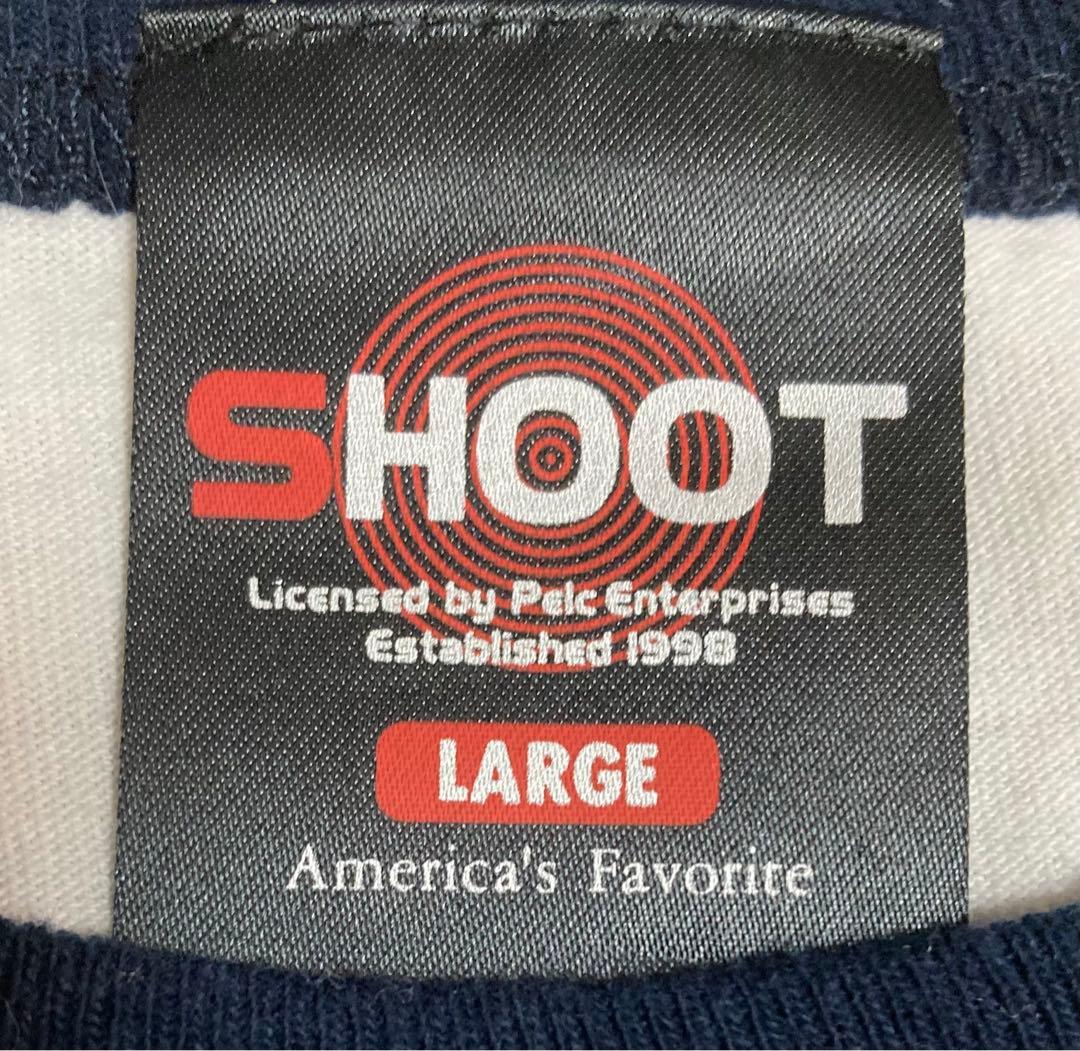 SHOOT
Licensed by Pelc Enterprises
Established 1998
LARGE
America's Favorite